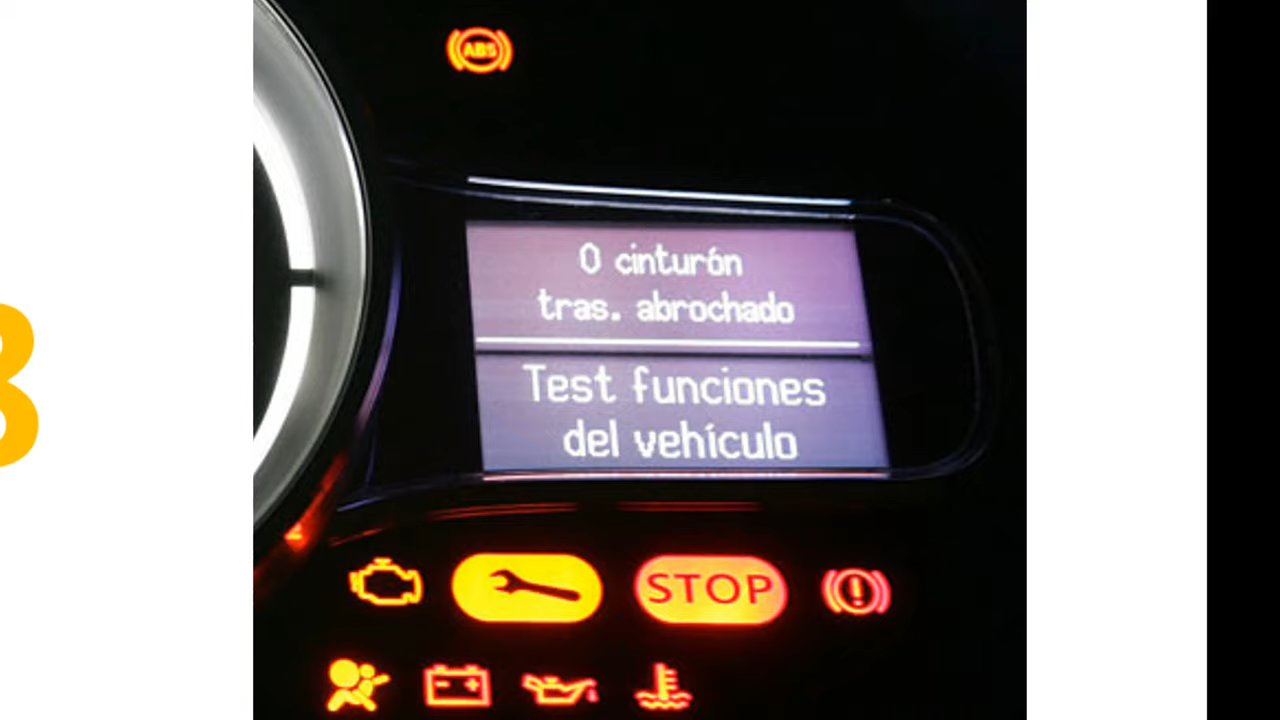 ABS
0 cinturón
tras. abrochado
Test funciones
del vehículo
STOP